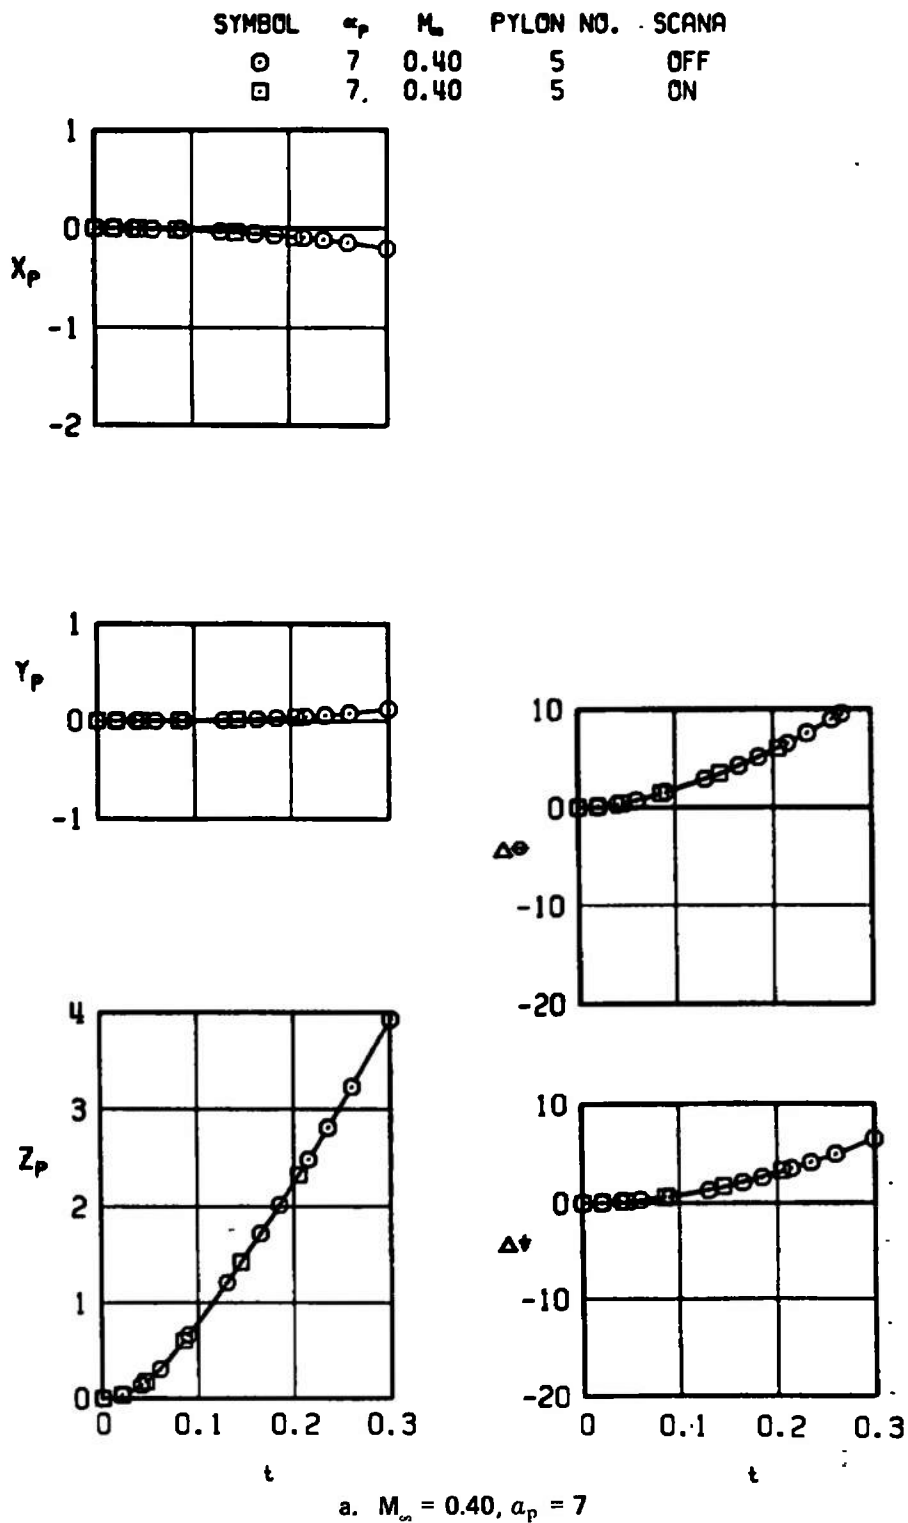 SYMBOL αp M∞ PYLON NO. SCANA
⊙ 7 0.40 5 OFF
⊡ 7. 0.40 5 ON
1
0
Xp
-1
-2
1
Yp
0
-1
10
0
Δθ
-10
-20
4
3
Zp
2
1
0
0 0.1 0.2 0.3
t
10
0
Δψ
-10
-20
0 0.1 0.2 0.3
t
a. M∞ = 0.40, αp = 7